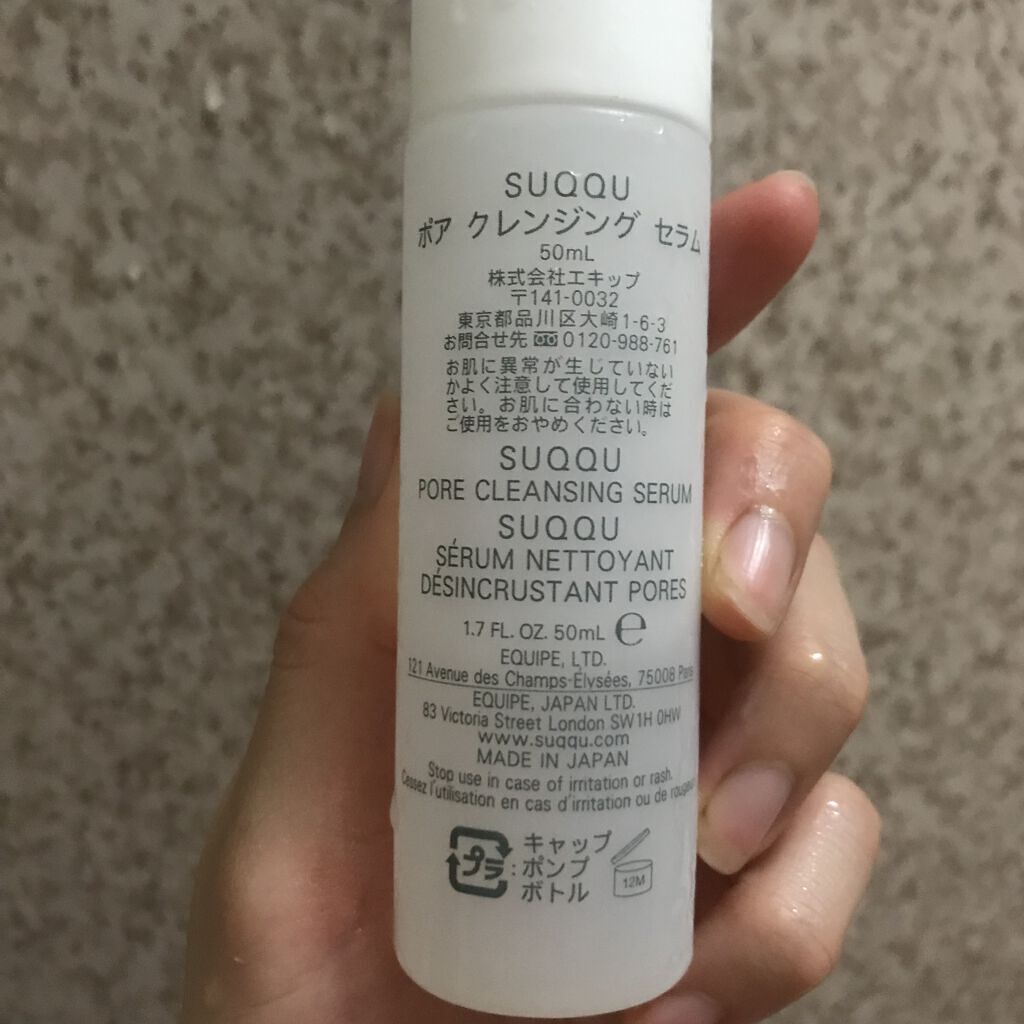 SUQQU
ポア クレンジング セラム
50mL
株式会社エキップ
〒141-0032
東京都品川区大崎1-6-3
お問合せ先 0120-988-761
お肌に異常が生じていない
かよく注意して使用してくだ
さい。お肌に合わない時は
ご使用をおやめください。
SUQQU
PORE CLEANSING SERUM
SUQQU
SÉRUM NETTOYANT
DÉSINCRUSTANT PORES
1.7 FL. OZ. 50mL ℮
EQUIPE, LTD.
121 Avenue des Champs-Élysées, 75008 Paris
EQUIPE, JAPAN LTD.
83 Victoria Street London SW1H 0HW
www.suqqu.com
MADE IN JAPAN
Stop use in case of irritation or rash.
Cessez l'utilisation en cas d'irritation ou de
プラ : キャップ
ポンプ
ボトル
12M